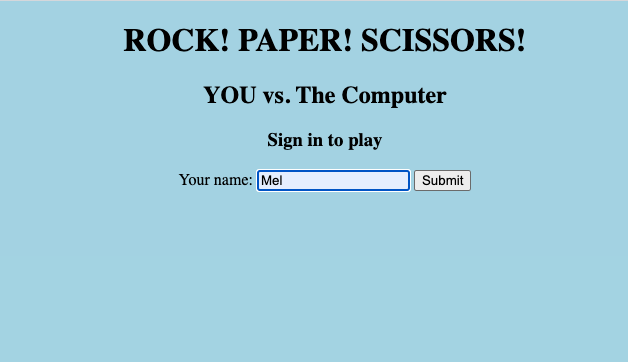 ROCK! PAPER! SCISSORS!
YOU vs. The Computer
Sign in to play
Your name: Mel Submit